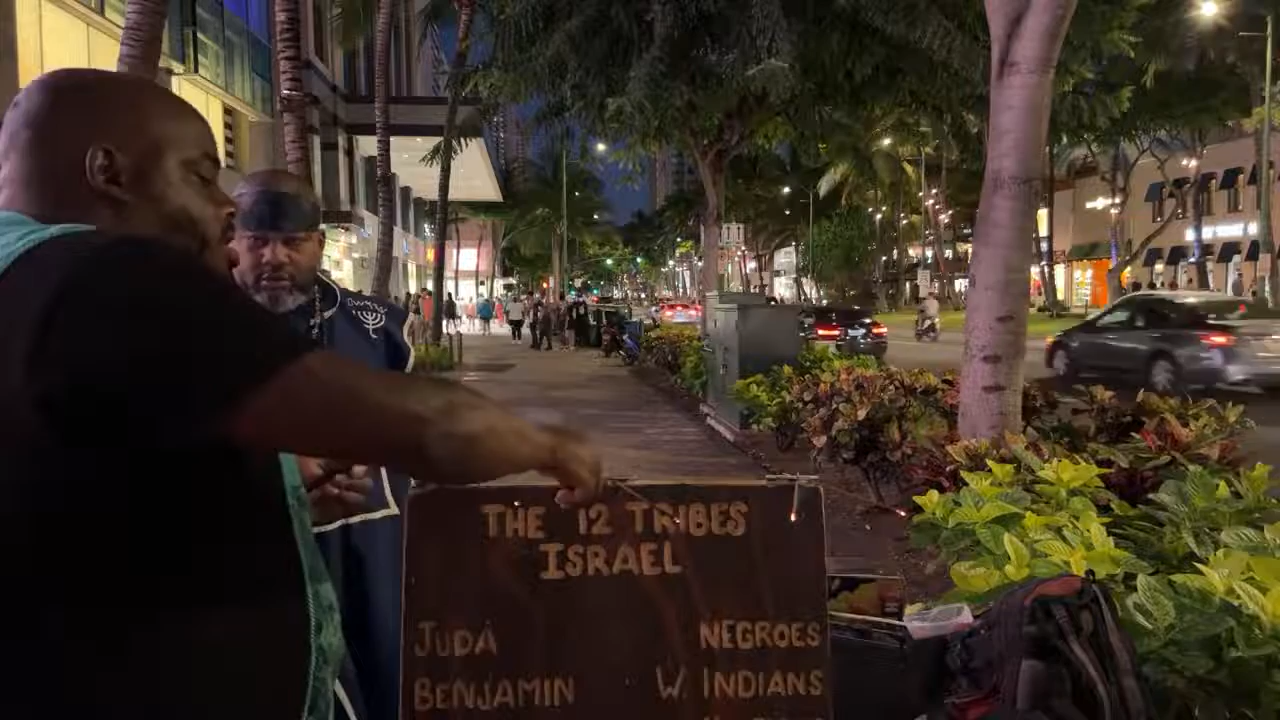 THE 12 TRIBES
ISRAEL
JUDA NEGROES
BENJAMIN W. INDIANS